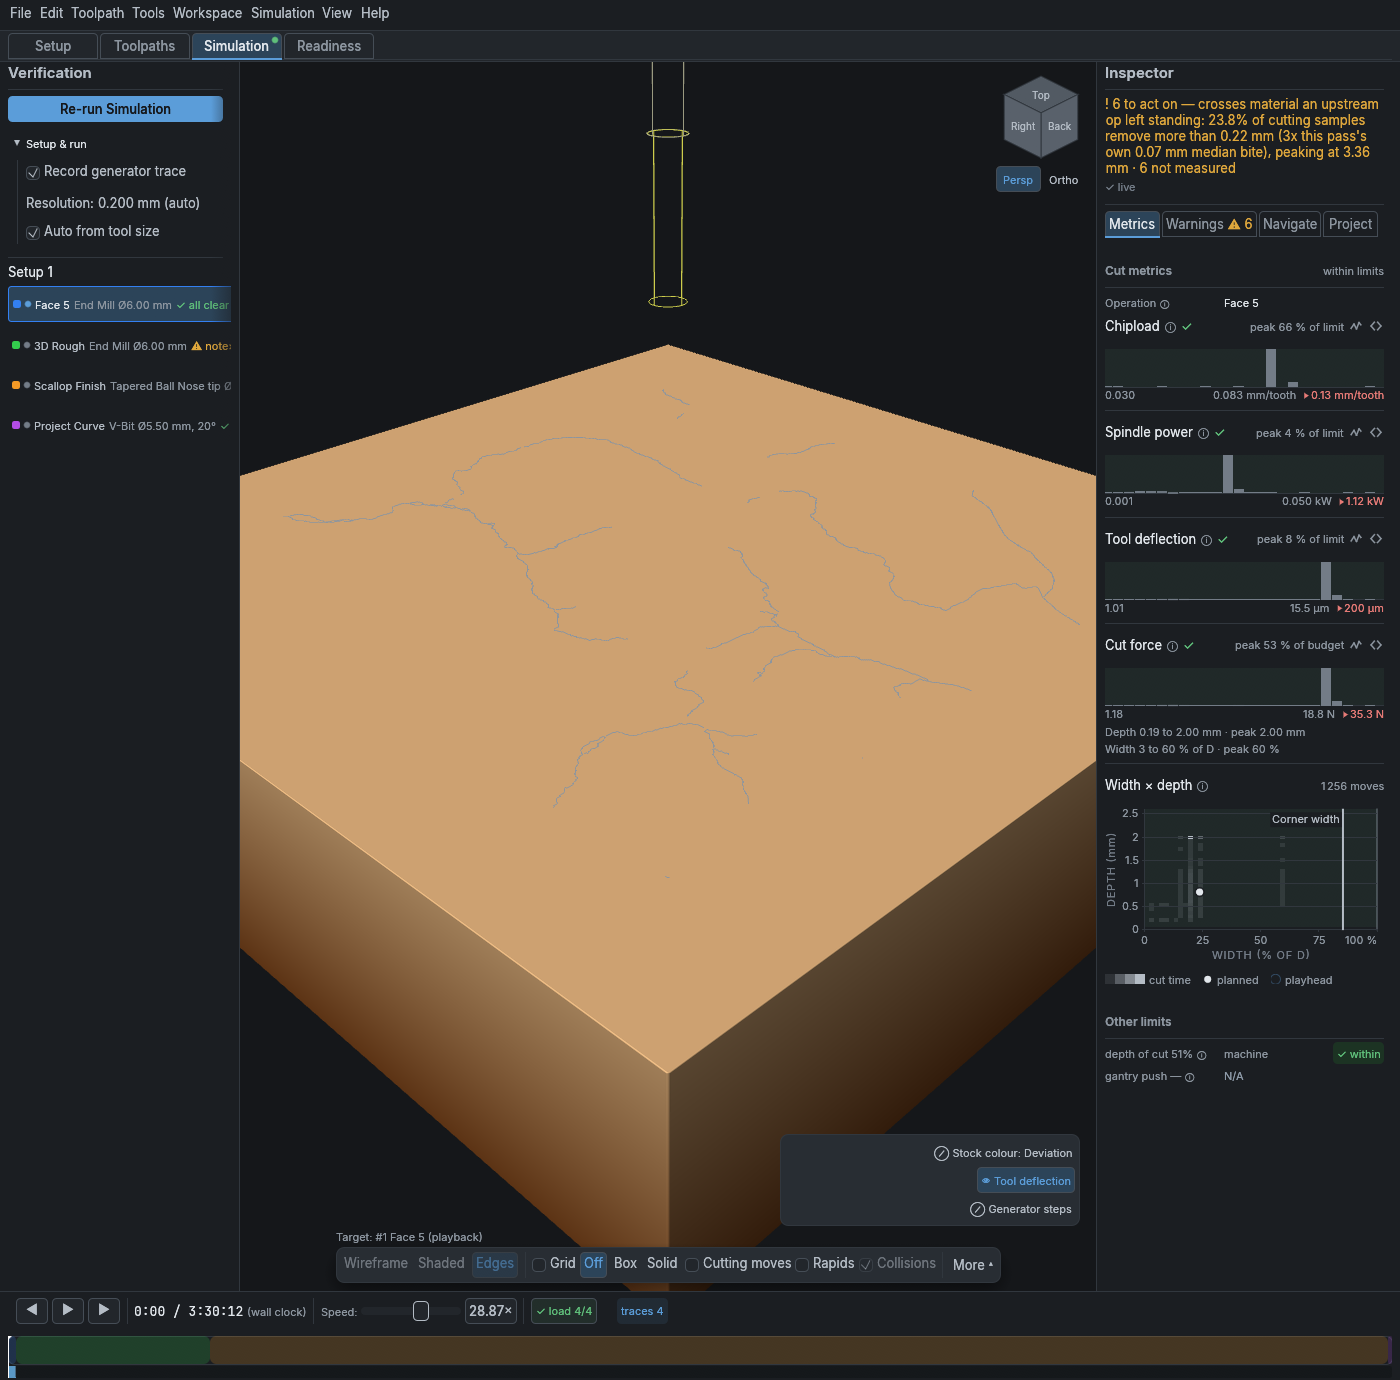 File Edit Toolpath Tools Workspace Simulation View Help
Setup Toolpaths Simulation Readiness
Verification
Re-run Simulation
Setup & run
Record generator trace
Resolution: 0.200 mm (auto)
Auto from tool size
Setup 1
Face 5 End Mill Ø6.00 mm ✓ all clear
3D Rough End Mill Ø6.00 mm ⚠ note
Scallop Finish Tapered Ball Nose tip Ø
Project Curve V-Bit Ø5.50 mm, 20° ✓
Top
Right Back
Persp Ortho
Stock colour: Deviation
Tool deflection
Generator steps
Target: #1 Face 5 (playback)
Wireframe Shaded Edges Grid Off Box Solid Cutting moves Rapids Collisions More
Inspector
! 6 to act on — crosses material an upstream
op left standing: 23.8% of cutting samples
remove more than 0.22 mm (3x this pass's
own 0.07 mm median bite), peaking at 3.36
mm · 6 not measured
✓ live
Metrics Warnings ⚠ 6 Navigate Project
Cut metrics within limits
Operation Face 5
Chipload ✓ peak 66 % of limit
0.030 0.083 mm/tooth 0.13 mm/tooth
Spindle power ✓ peak 4 % of limit
0.001 0.050 kW 1.12 kW
Tool deflection ✓ peak 8 % of limit
1.01 15.5 µm 200 µm
Cut force ✓ peak 53 % of budget
1.18 18.8 N 35.3 N
Depth 0.19 to 2.00 mm · peak 2.00 mm
Width 3 to 60 % of D · peak 60 %
Width × depth 1256 moves
Corner width
DEPTH (mm)
2.5
2
1.5
1
0.5
0
0 25 50 75 100 %
WIDTH (% OF D)
cut time planned playhead
Other limits
depth of cut 51% machine ✓ within
gantry push — N/A
0:00 / 3:30:12 (wall clock) Speed: 28.87× ✓ load 4/4 traces 4